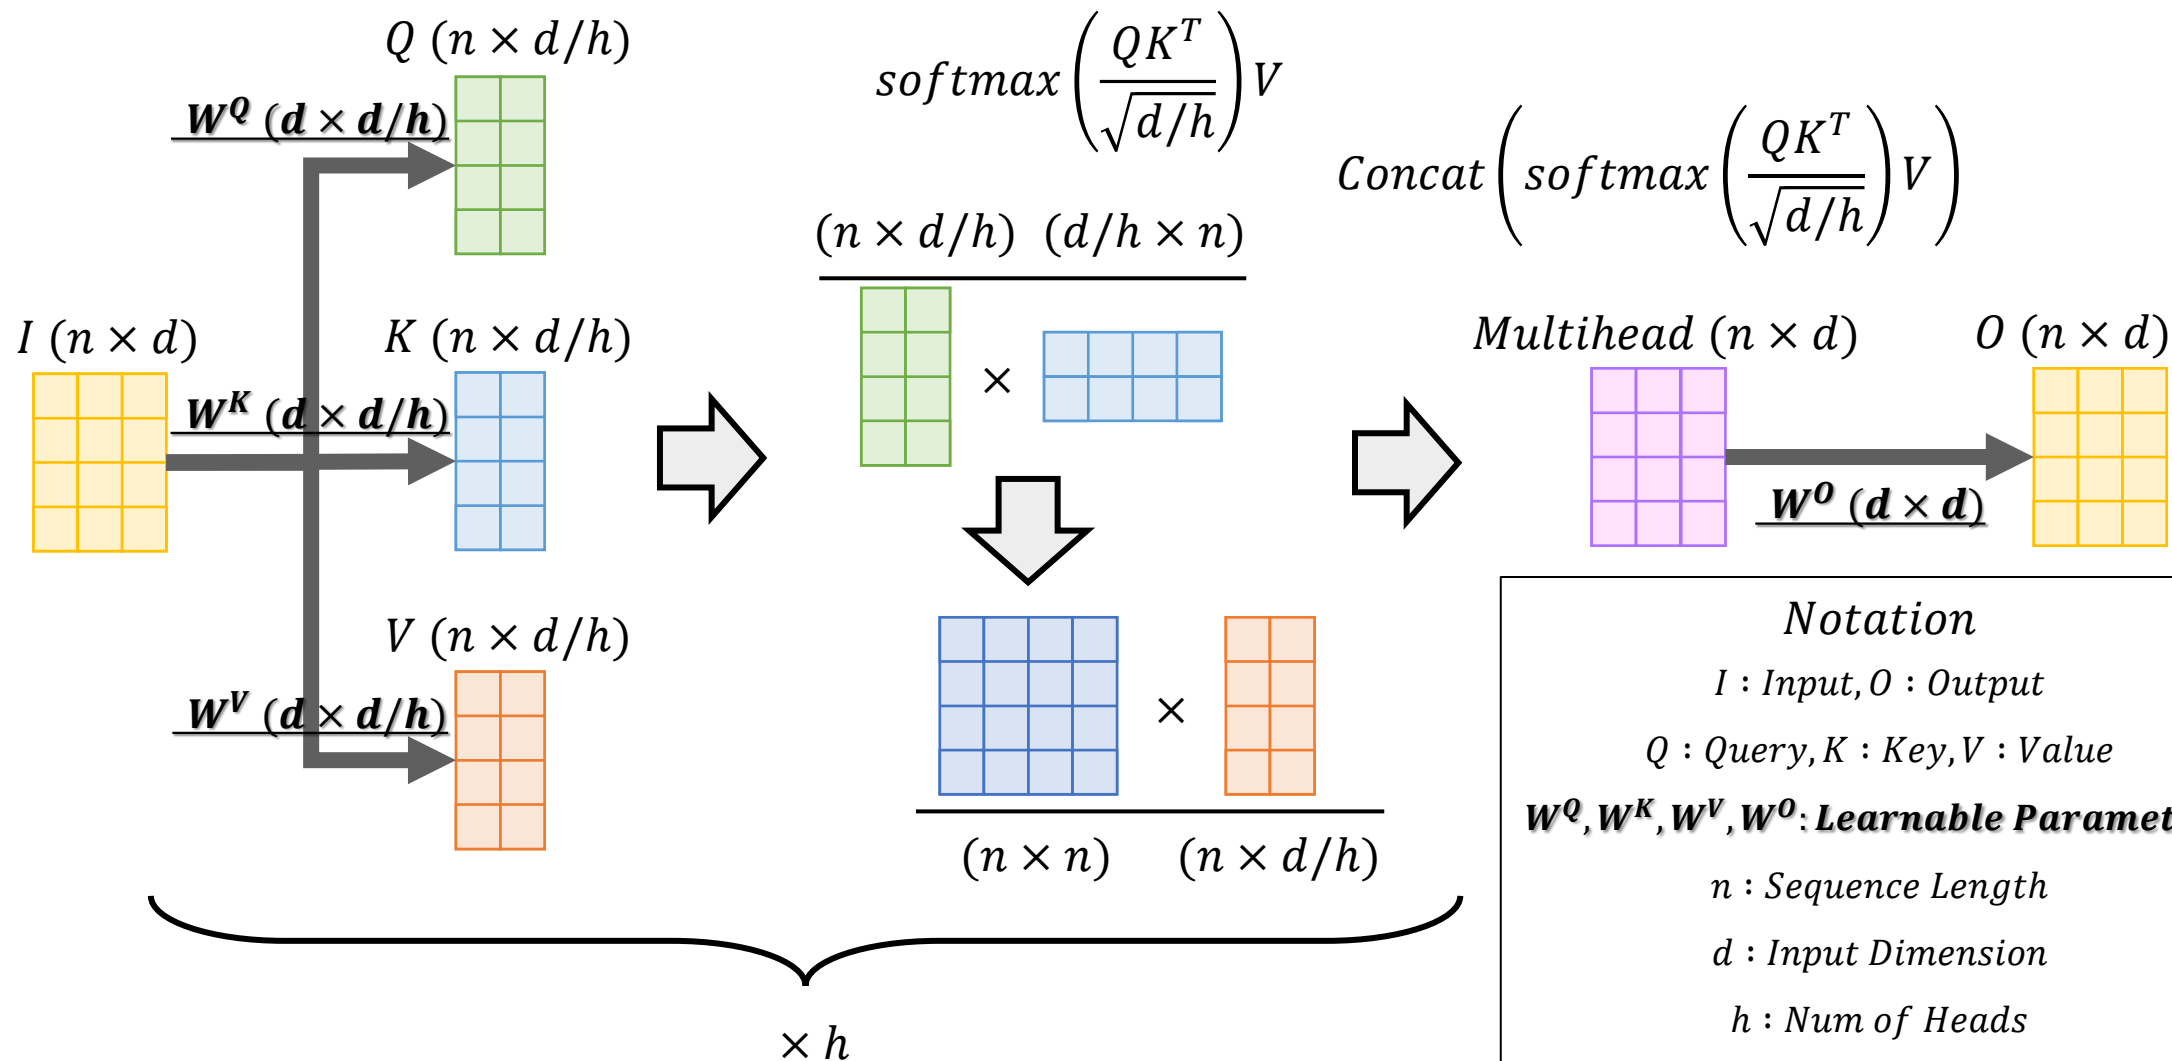 Q (n × d/h)
W^Q (d × d/h)
I (n × d)
K (n × d/h)
W^K (d × d/h)
V (n × d/h)
W^V (d × d/h)
softmax(QK^T / √(d/h))V
(n × d/h) (d/h × n)
×
×
(n × n) (n × d/h)
× h
Concat(softmax(QK^T / √(d/h))V)
Multihead (n × d)
O (n × d)
W^O (d × d)
Notation
I : Input, O : Output
Q : Query, K : Key, V : Value
W^Q, W^K, W^V, W^O: Learnable Paramet
n : Sequence Length
d : Input Dimension
h : Num of Heads